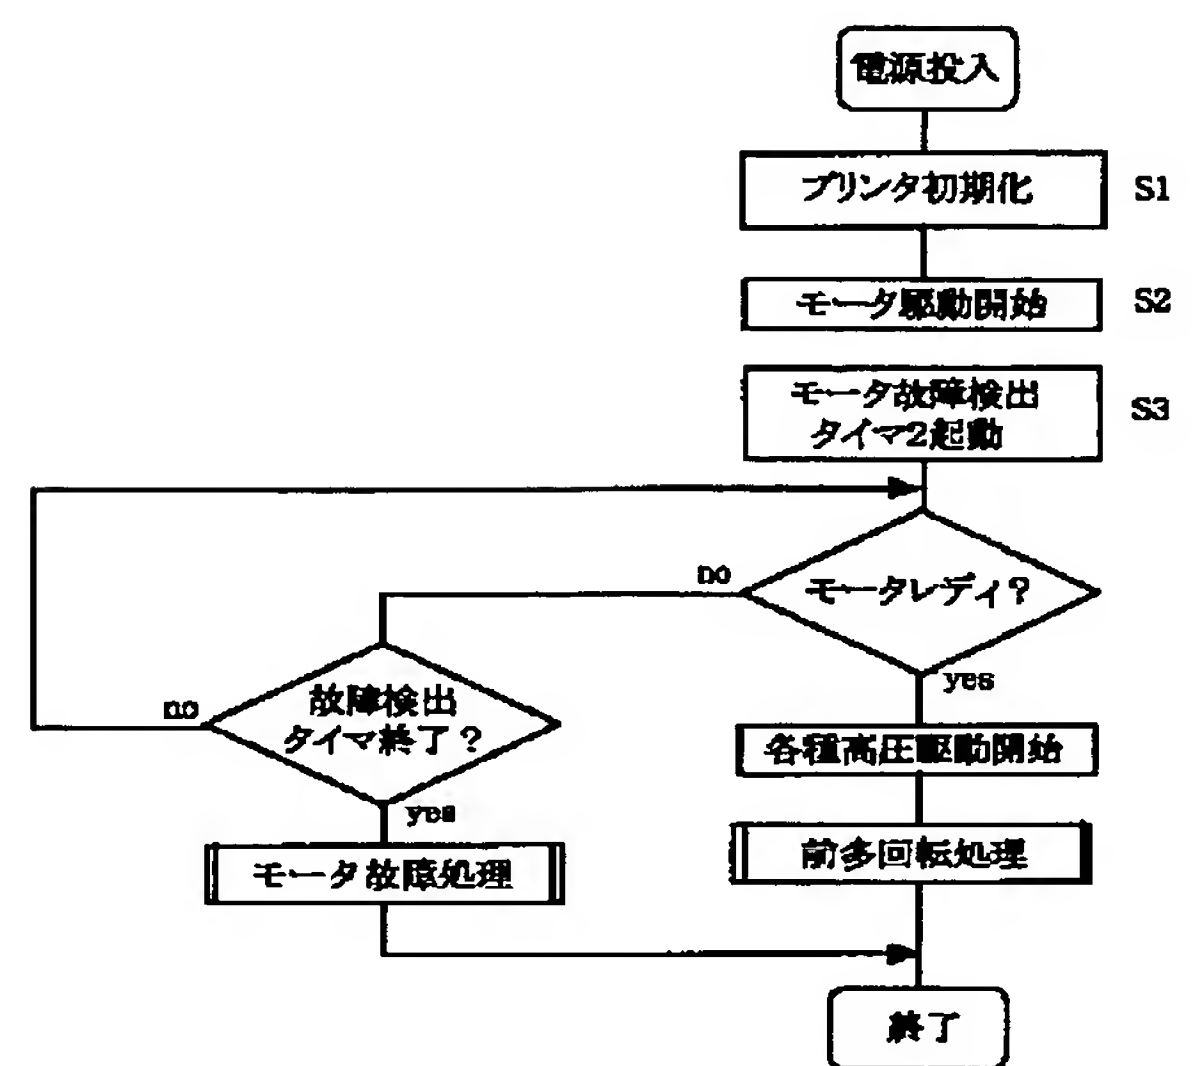 電源投入
プリンタ初期化
S1
モータ駆動開始
S2
モータ故障検出
タイマ2起動
S3
モータレディ?
no
yes
故障検出
タイマ終了?
no
yes
各種高圧駆動開始
モータ故障処理
前多回転処理
終了